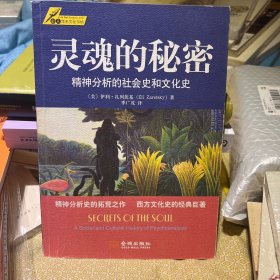 灵魂的秘密
精神分析的社会史和文化史
(美) 伊利·扎列茨基 (Eli Zaretsky) 著
季广茂 译
精神分析史的拓荒之作 西方文化史的经典巨著
SECRETS OF THE SOUL
A Social and Cultural History of Psychoanalysis
金城出版社